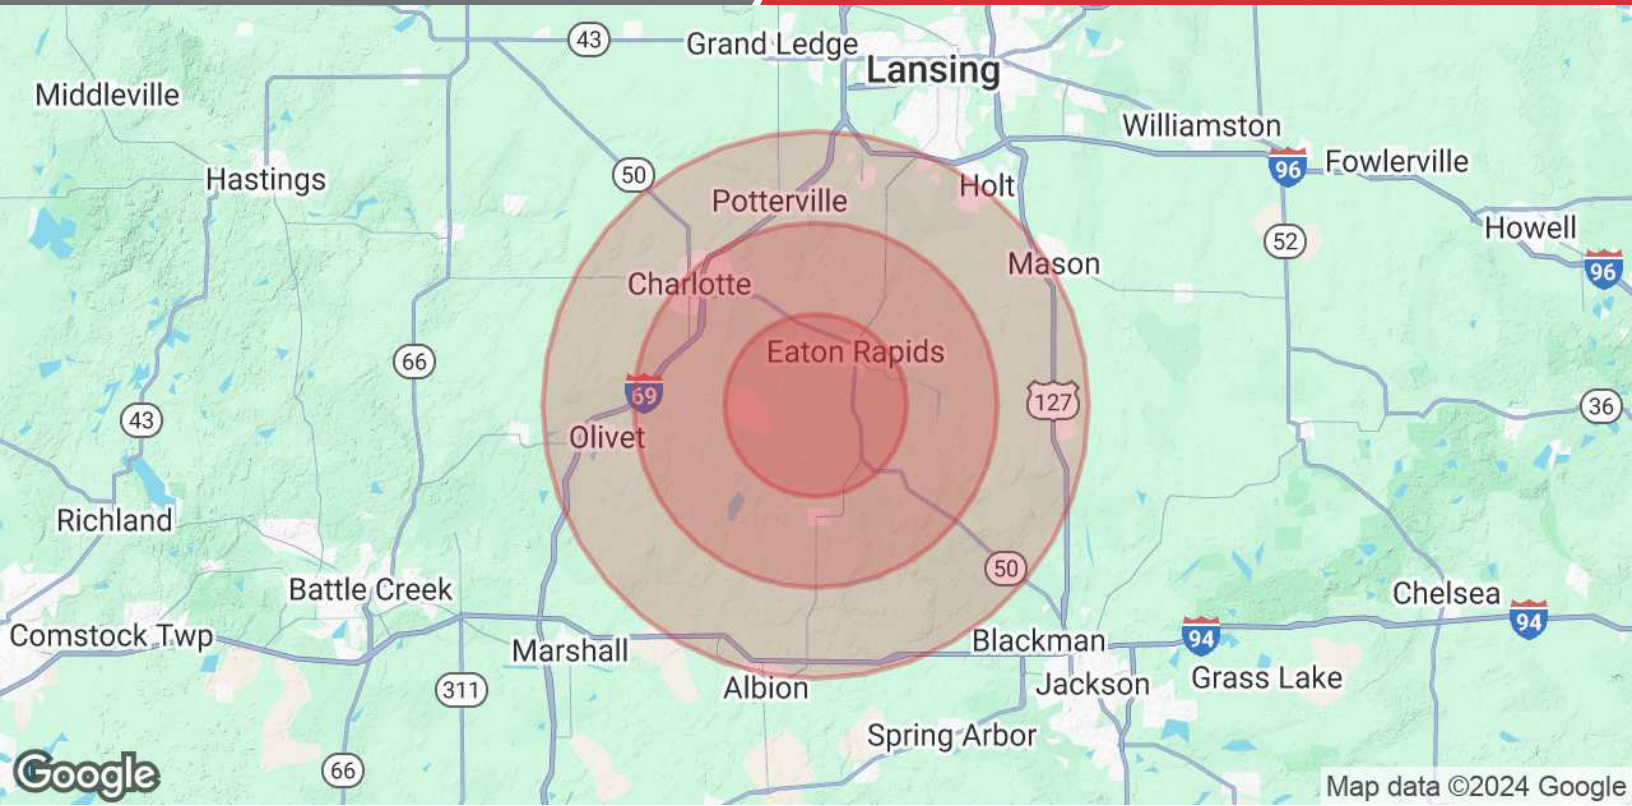 43
Grand Ledge
Lansing
Middleville
Williamston
96
Fowlerville
Hastings
50
Potterville
Holt
Howell
52
96
Charlotte
Mason
Eaton Rapids
66
69
127
43
36
Olivet
Richland
50
Battle Creek
Chelsea
94
Comstock Twp
Marshall
Blackman
94
311
Albion
Jackson
Grass Lake
Spring Arbor
66
Google
Map data ©2024 Google